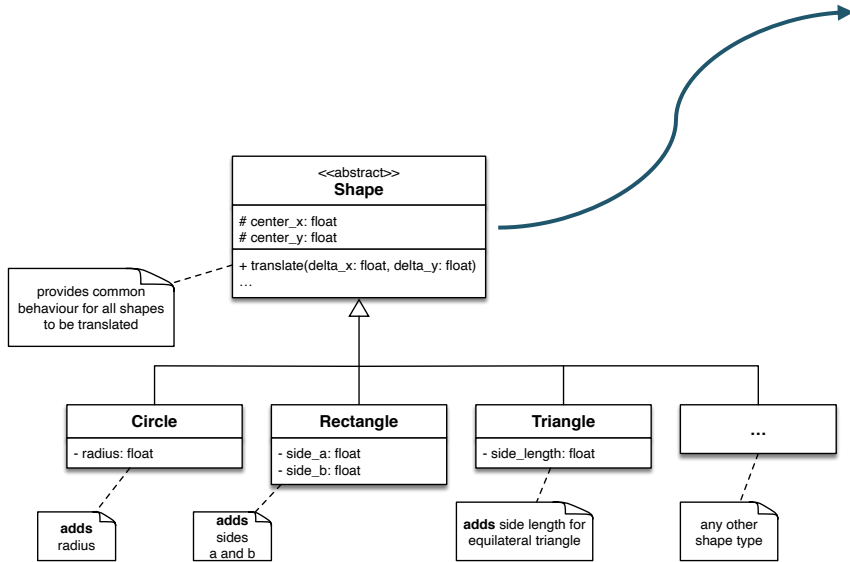 <<abstract>>
Shape
# center_x: float
# center_y: float
+ translate(delta_x: float, delta_y: float)
...
provides common
behaviour for all shapes
to be translated
Circle
- radius: float
Rectangle
- side_a: float
- side_b: float
Triangle
- side_length: float
...
adds
radius
adds
sides
a and b
adds side length for
equilateral triangle
any other
shape type